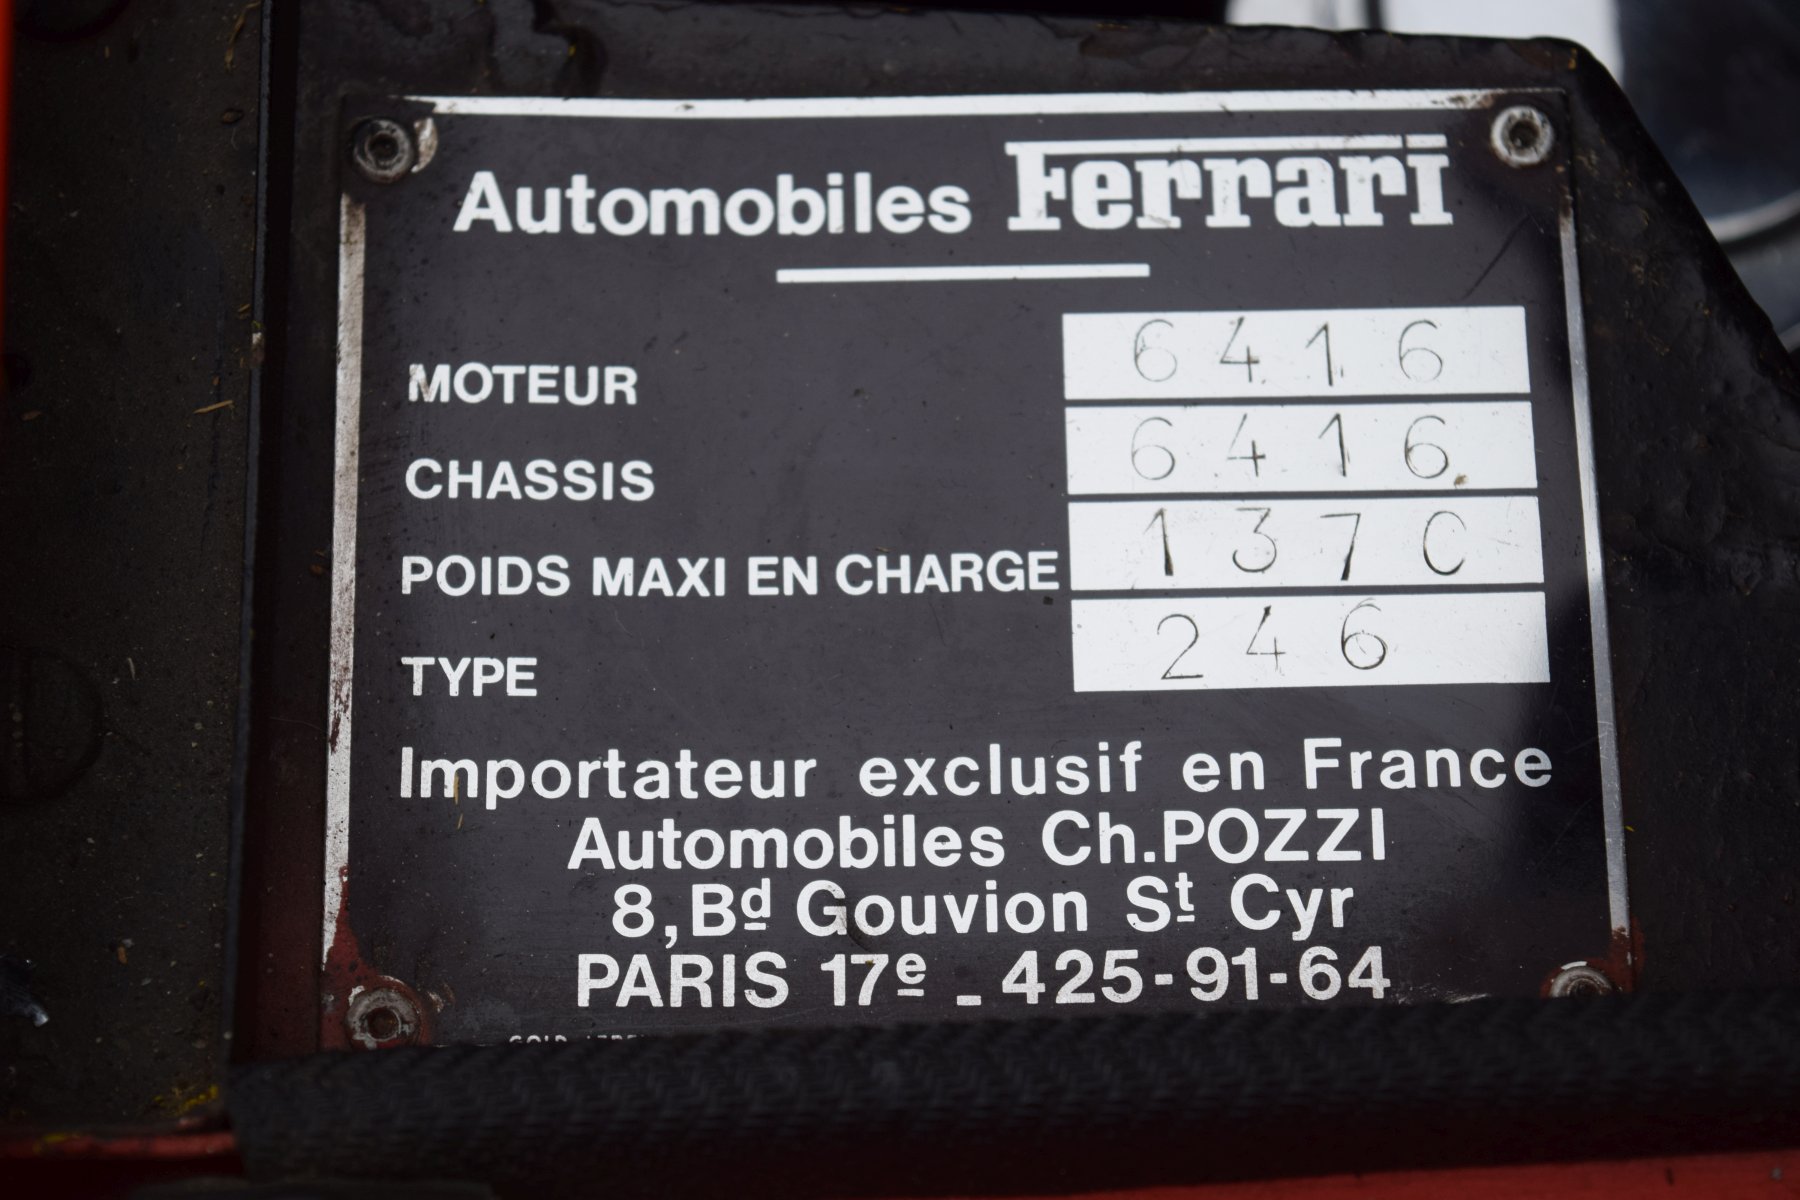 Automobiles Ferrari
MOTEUR 6416
CHASSIS 6416
POIDS MAXI EN CHARGE 1370
TYPE 246
Importateur exclusif en France
Automobiles Ch.POZZI
8,Bd Gouvion St Cyr
PARIS 17e - 425-91-64